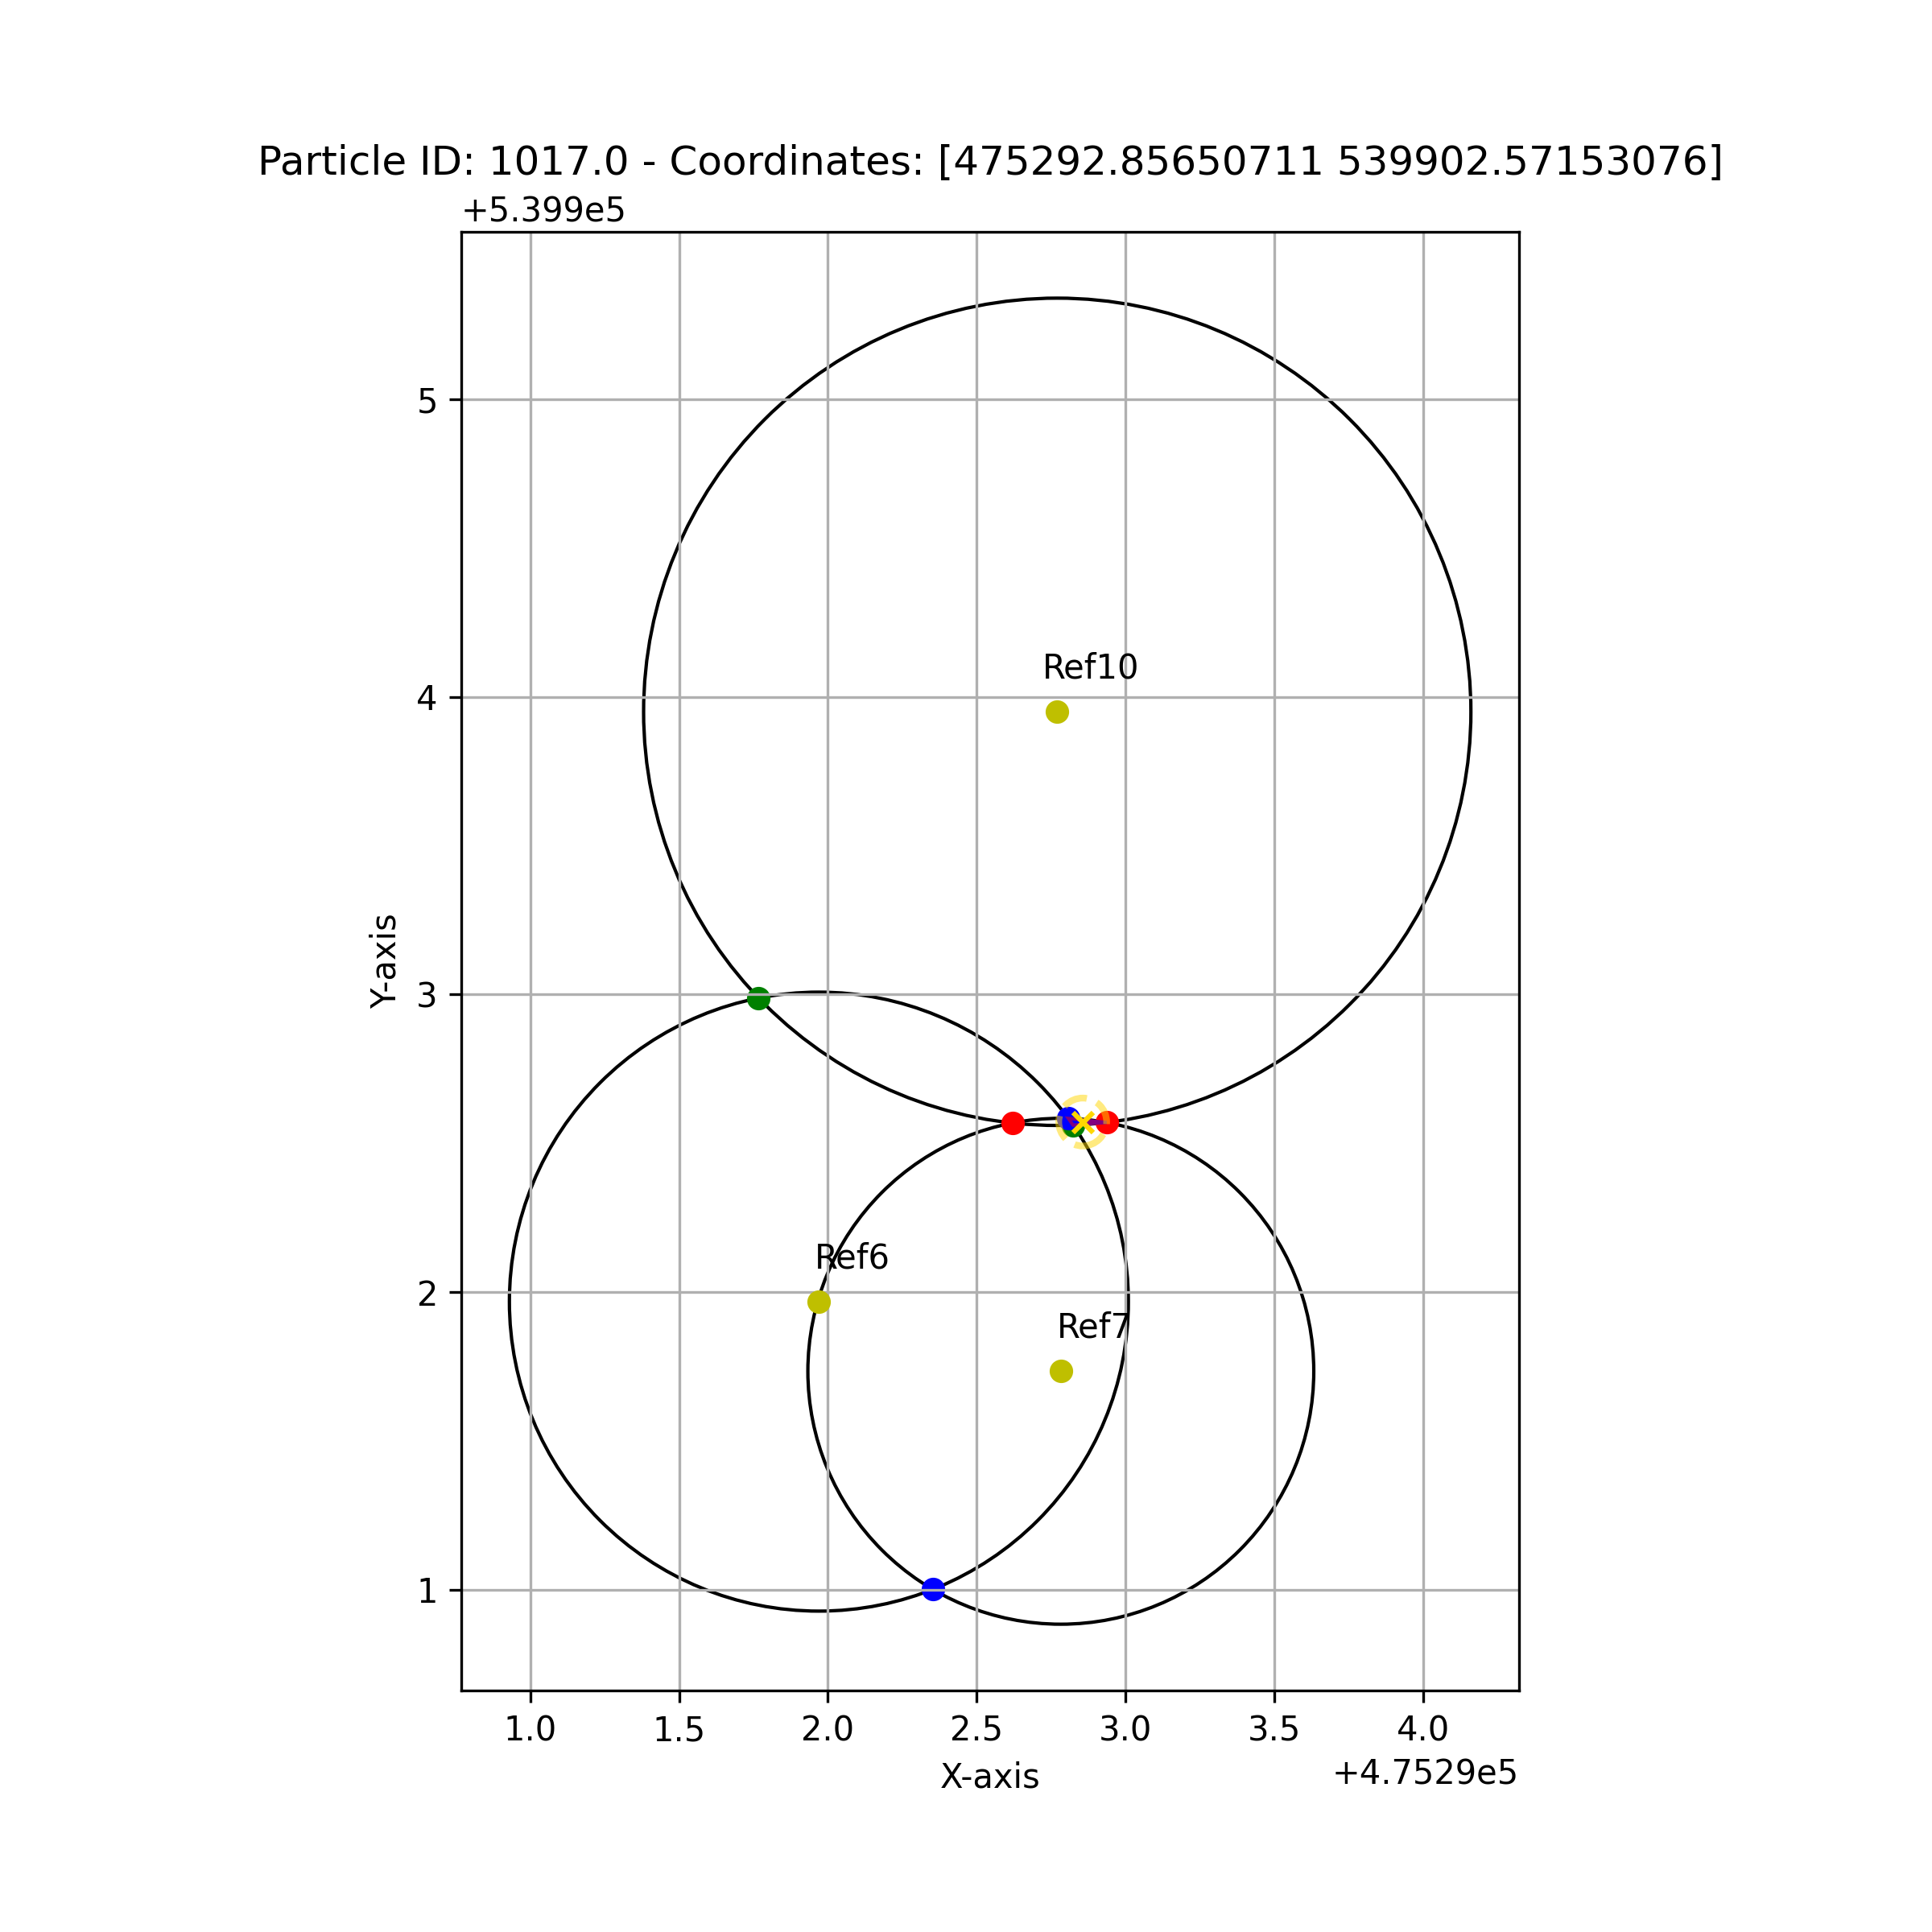 Particle ID: 1017.0 - Coordinates: [475292.85650711 539902.57153076]
+5.399e5
5
Ref10
4
Y-axis
3
Ref6
2
Ref7
1
1.0 1.5 2.0 2.5 3.0 3.5 4.0
X-axis
+4.7529e5